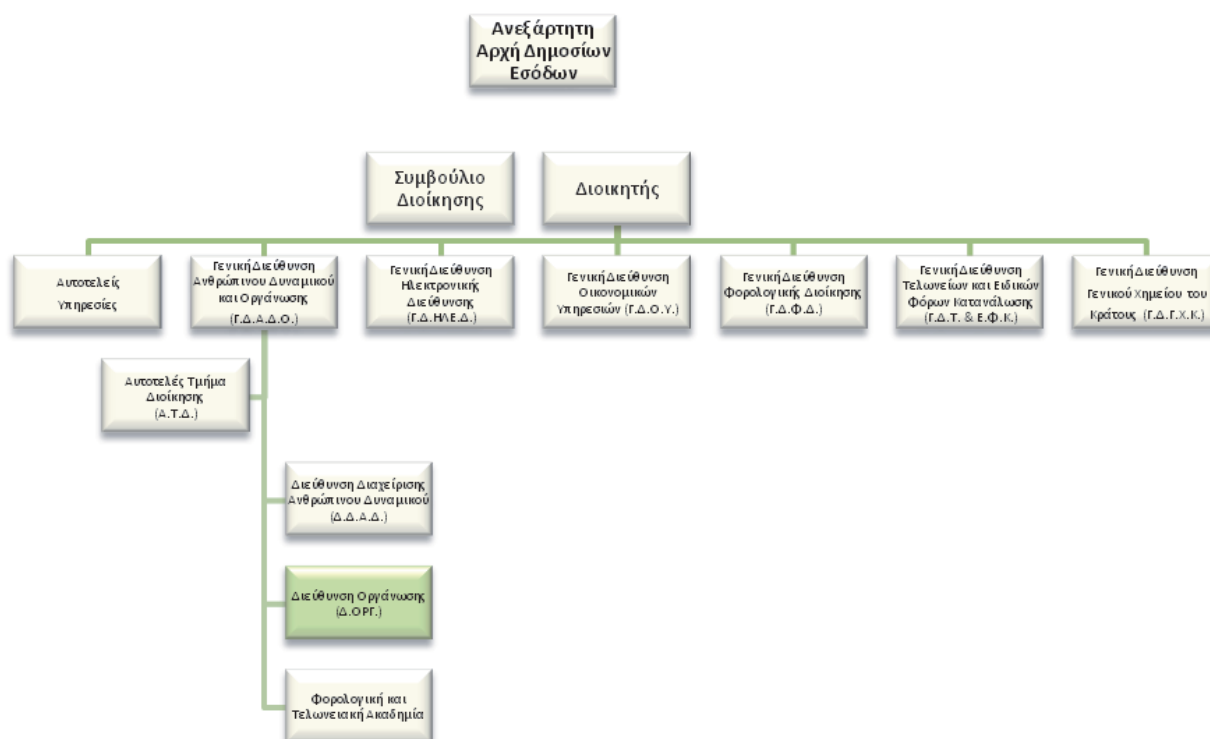 Ανεξάρτητη
Αρχή Δημοσίων
Εσόδων
Συμβούλιο
Διοίκησης
Διοικητής
Αυτοτελείς
Υπηρεσίες
Γενική Διεύθυνση
Ανθρώπινου Δυναμικού
και Οργάνωσης
(Γ.Δ.Α.Δ.Ο.)
Γενική Διεύθυνση
Ηλεκτρονικής
Διεύθυνσης
(Γ.Δ.ΗΛΕ.Δ.)
Γενική Διεύθυνση
Οικονομικών
Υπηρεσιών (Γ.Δ.Ο.Υ.)
Γενική Διεύθυνση
Φορολογικής Διοίκησης
(Γ.Δ.Φ.Δ.)
Γενική Διεύθυνση
Τελωνείων και Ειδικών
Φόρων Κατανάλωσης
(Γ.Δ.Τ. & Ε.Φ.Κ.)
Γενική Διεύθυνση
Γενικού Χημείου του
Κράτους (Γ.Δ.Γ.Χ.Κ.)
Αυτοτελές Τμήμα
Διοίκησης
(Α.Τ.Δ.)
Διεύθυνση Διαχείρισης
Ανθρώπινου Δυναμικού
(Δ.Δ.Α.Δ.)
Διεύθυνση Οργάνωσης
(Δ.ΟΡΓ.)
Φορολογική και
Τελωνειακή Ακαδημία